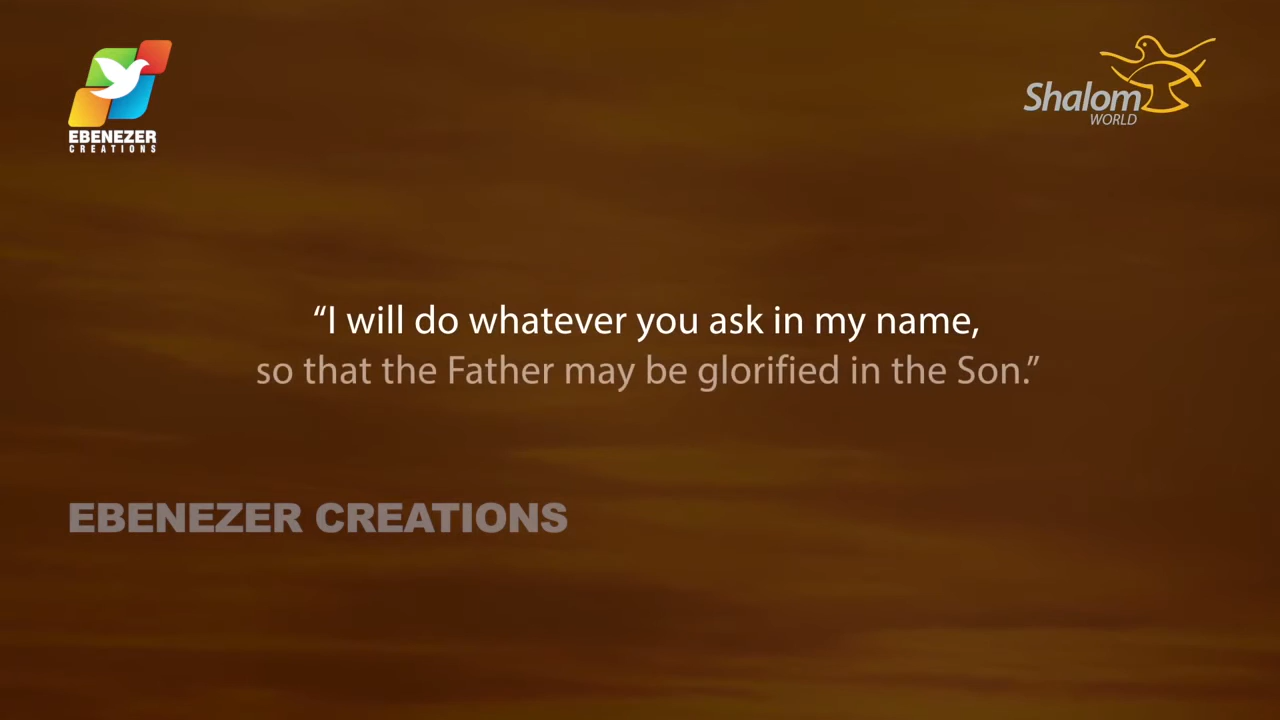 EBENEZER
CREATIONS
Shalom
WORLD
“I will do whatever you ask in my name,
so that the Father may be glorified in the Son.”
EBENEZER CREATIONS